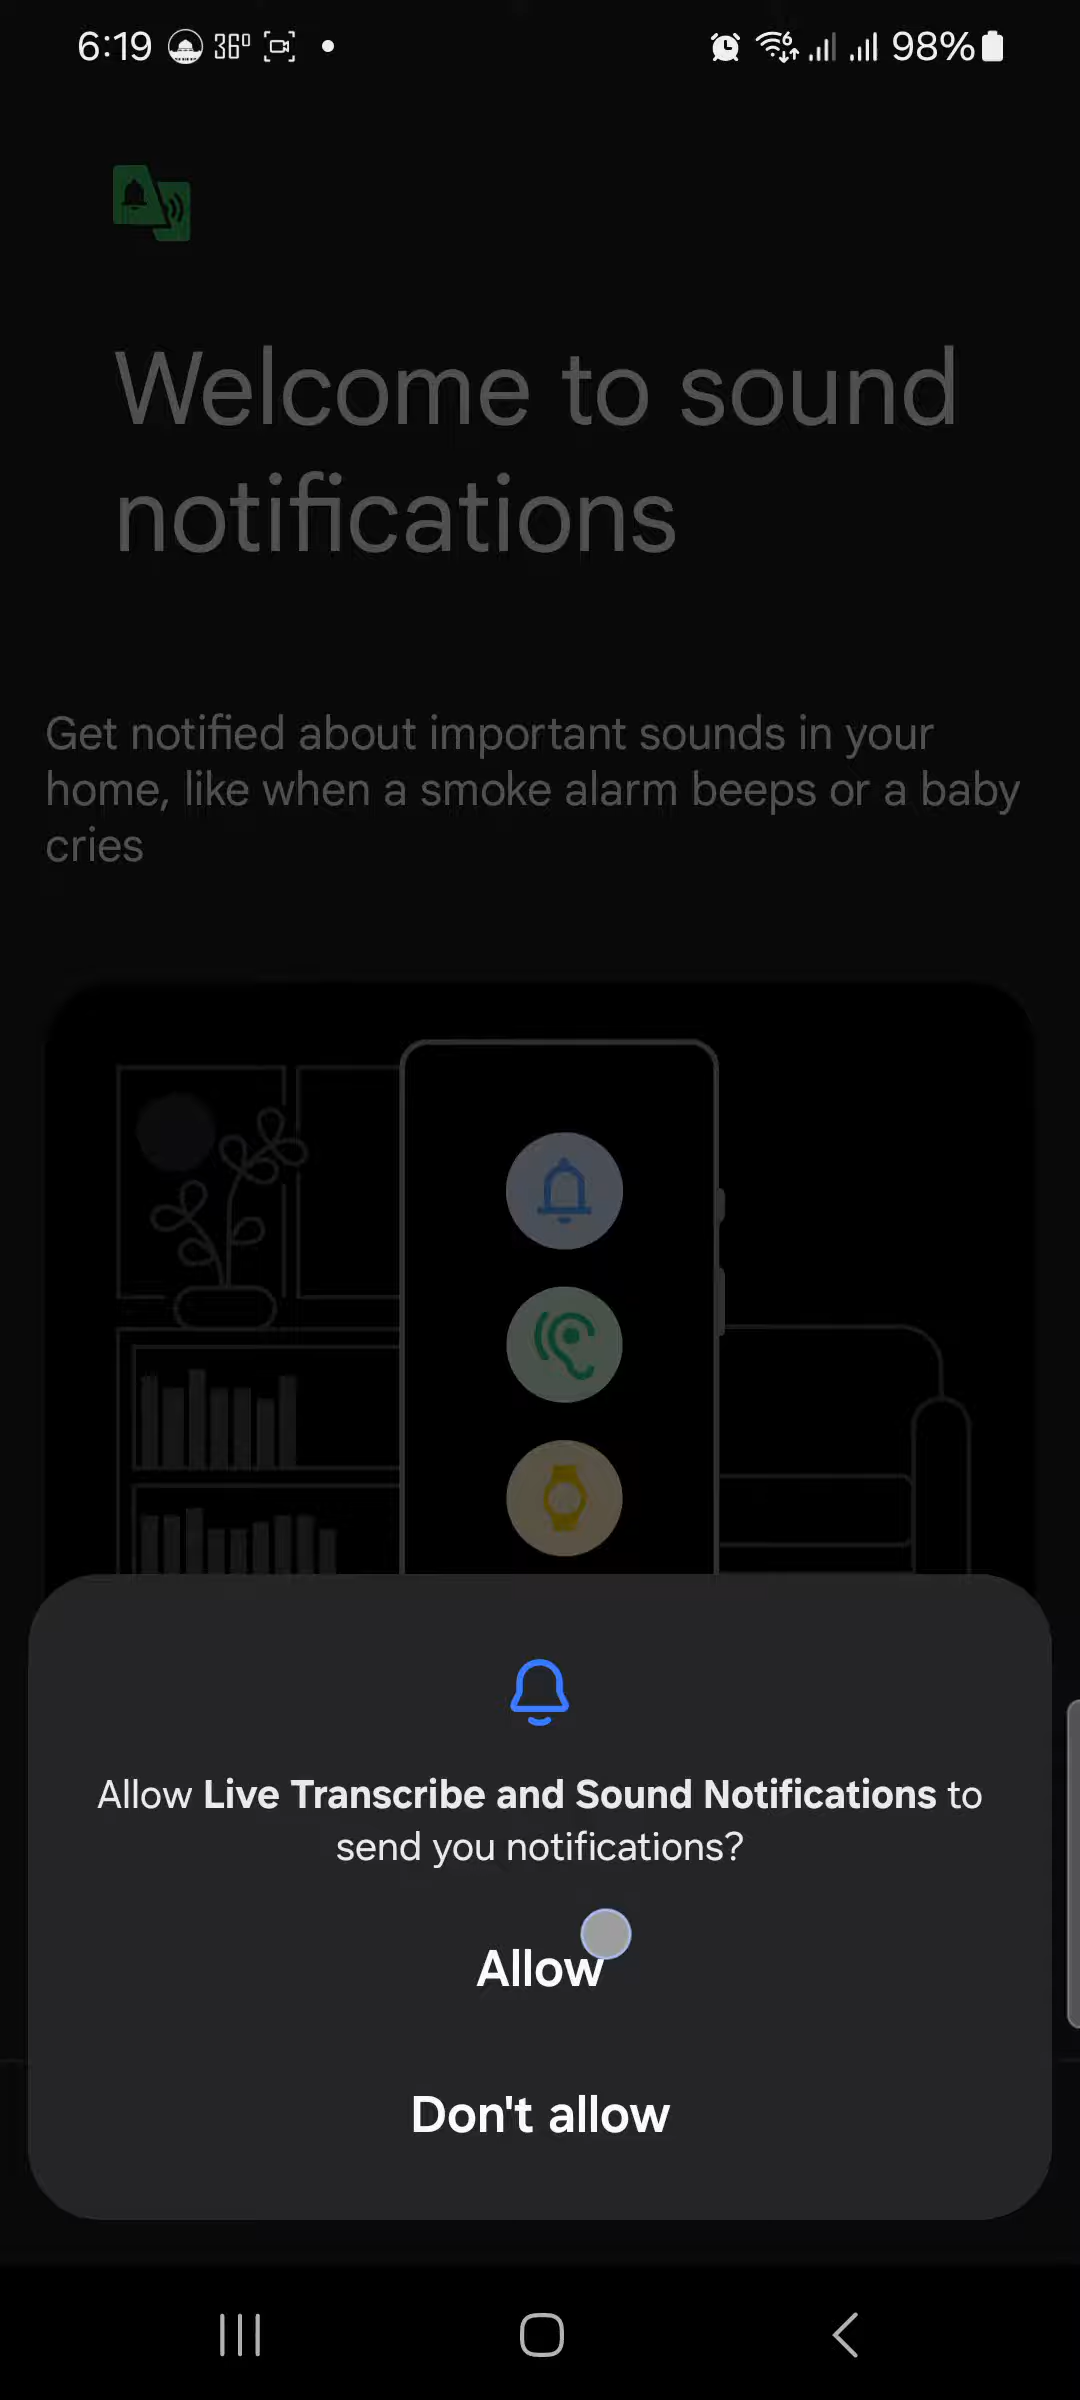 6:19 36° 98%
Welcome to sound
notifications
Get notified about important sounds in your
home, like when a smoke alarm beeps or a baby
cries
Allow Live Transcribe and Sound Notifications to
send you notifications?
Allow
Don't allow